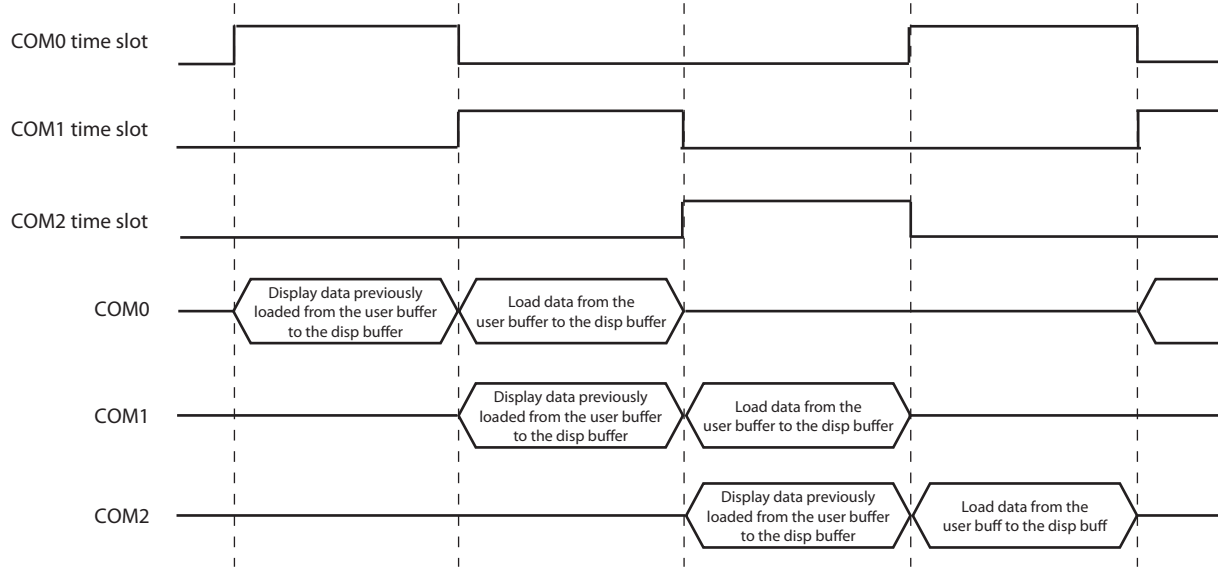 COM0 time slot
COM1 time slot
COM2 time slot
COM0
Display data previously
loaded from the user buffer
to the disp buffer
Load data from the
user buffer to the disp buffer
COM1
Display data previously
loaded from the user buffer
to the disp buffer
Load data from the
user buffer to the disp buffer
COM2
Display data previously
loaded from the user buffer
to the disp buffer
Load data from the
user buff to the disp buff